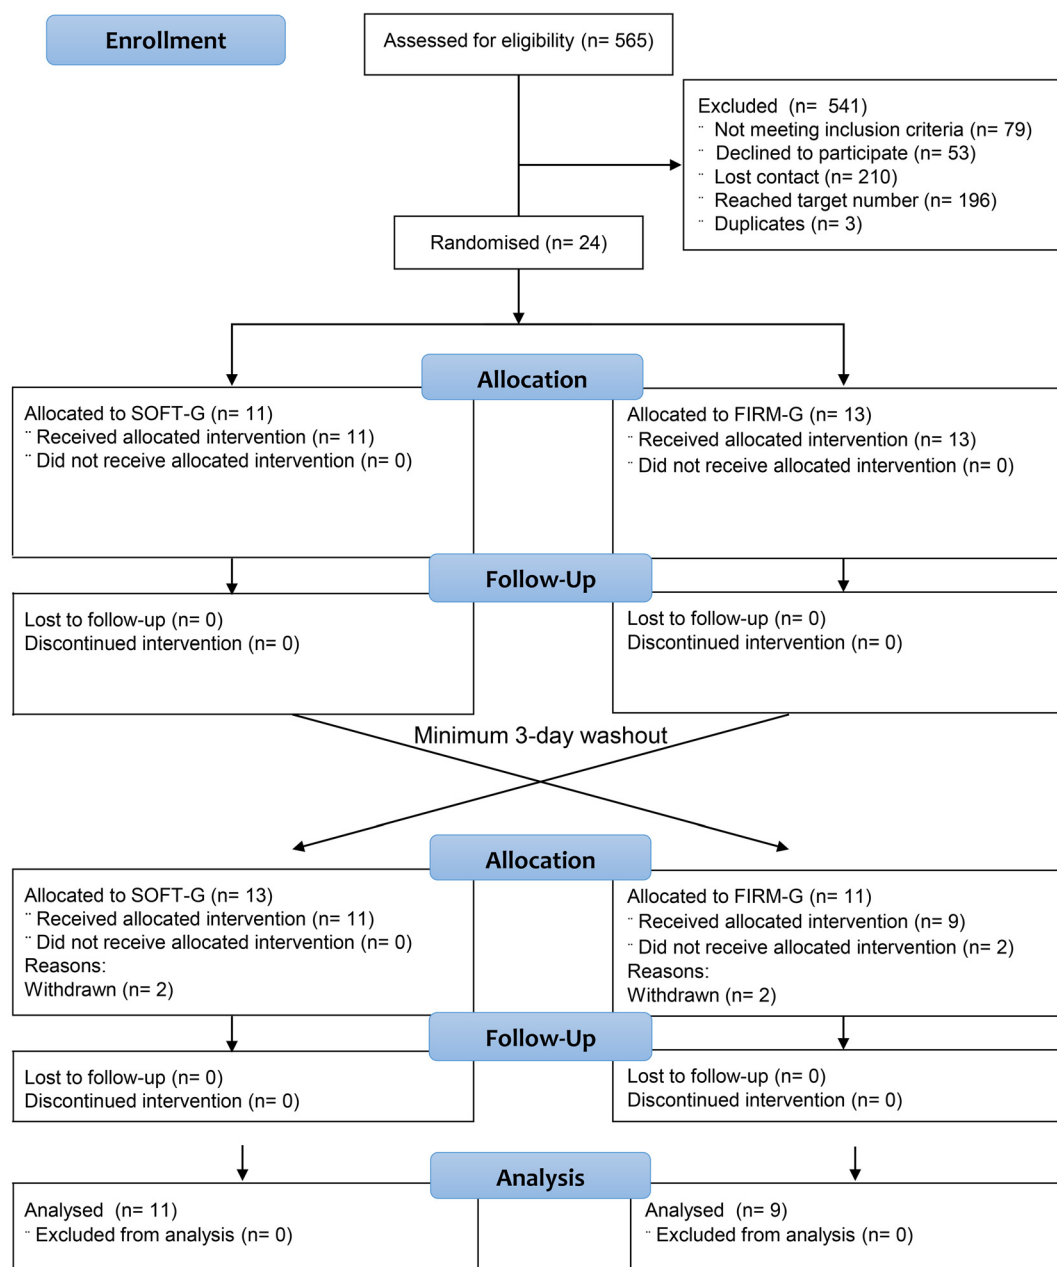 Enrollment
Assessed for eligibility (n= 565)
Excluded (n= 541)
¨ Not meeting inclusion criteria (n= 79)
¨ Declined to participate (n= 53)
¨ Lost contact (n= 210)
¨ Reached target number (n= 196)
¨ Duplicates (n= 3)
Randomised (n= 24)
Allocation
Allocated to SOFT-G (n= 11)
¨ Received allocated intervention (n= 11)
¨ Did not receive allocated intervention (n= 0)
Allocated to FIRM-G (n= 13)
¨ Received allocated intervention (n= 13)
¨ Did not receive allocated intervention (n= 0)
Follow-Up
Lost to follow-up (n= 0)
Discontinued intervention (n= 0)
Lost to follow-up (n= 0)
Discontinued intervention (n= 0)
Minimum 3-day washout
Allocation
Allocated to SOFT-G (n= 13)
¨ Received allocated intervention (n= 11)
¨ Did not receive allocated intervention (n= 0)
Reasons:
Withdrawn (n= 2)
Allocated to FIRM-G (n= 11)
¨ Received allocated intervention (n= 9)
¨ Did not receive allocated intervention (n= 2)
Reasons:
Withdrawn (n= 2)
Follow-Up
Lost to follow-up (n= 0)
Discontinued intervention (n= 0)
Lost to follow-up (n= 0)
Discontinued intervention (n= 0)
Analysis
Analysed (n= 11)
¨ Excluded from analysis (n= 0)
Analysed (n= 9)
¨ Excluded from analysis (n= 0)